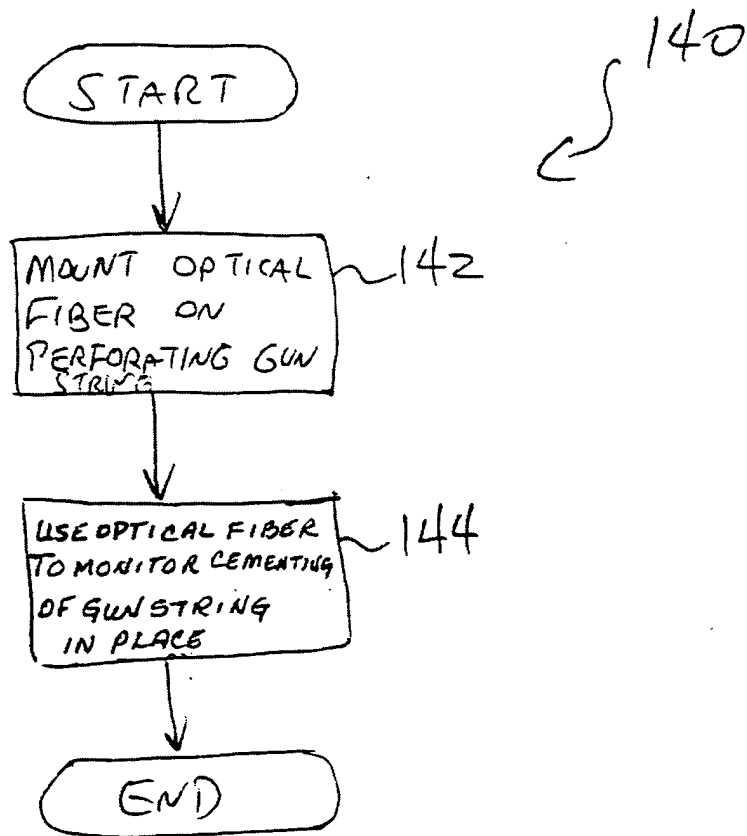 140
START
MOUNT OPTICAL
FIBER ON
PERFORATING GUN
STRING
142
USE OPTICAL FIBER
TO MONITOR CEMENTING
OF GUN STRING
IN PLACE
144
END